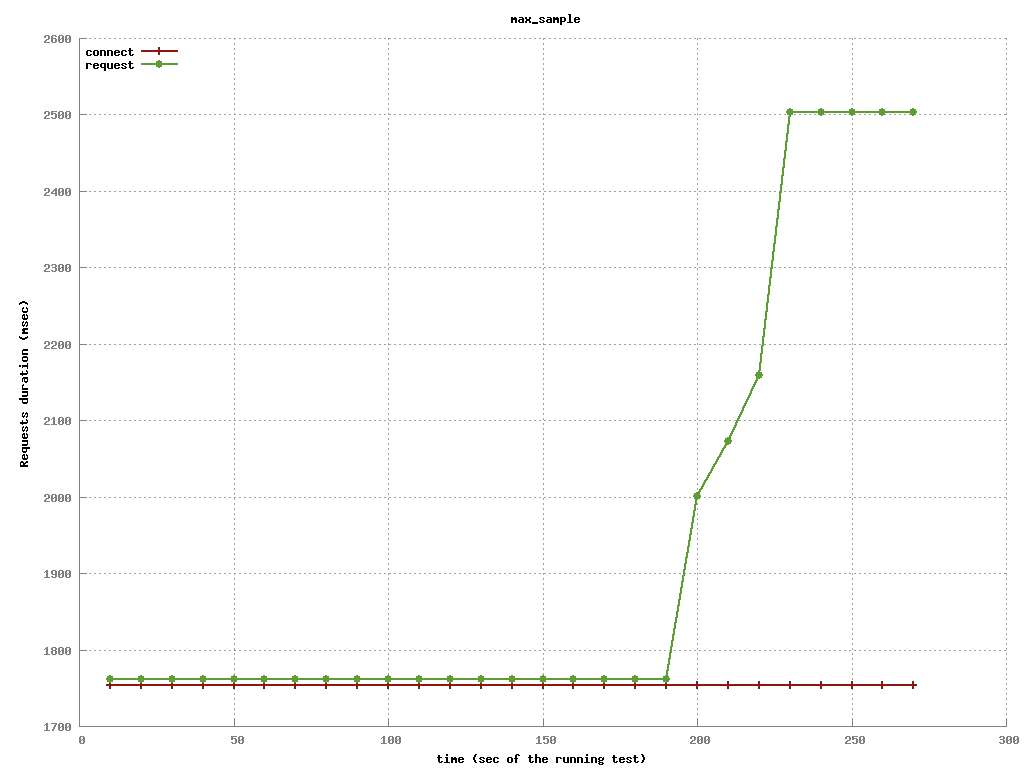 max_sample
connect
request
2600
2500
2400
2300
2200
2100
2000
1900
1800
1700
Requests duration (msec)
0 50 100 150 200 250 300
time (sec of the running test)